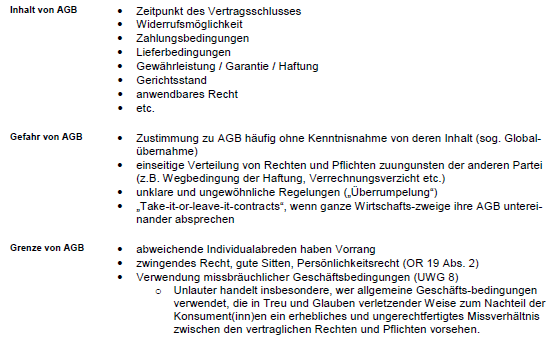 Inhalt von AGB
• Zeitpunkt des Vertragsschlusses
• Widerrufsmöglichkeit
• Zahlungsbedingungen
• Lieferbedingungen
• Gewährleistung / Garantie / Haftung
• Gerichtsstand
• anwendbares Recht
• etc.
Gefahr von AGB
• Zustimmung zu AGB häufig ohne Kenntnisnahme von deren Inhalt (sog. Global-
übernahme)
• einseitige Verteilung von Rechten und Pflichten zuungunsten der anderen Partei
(z.B. Wegbedingung der Haftung, Verrechnungsverzicht etc.)
• unklare und ungewöhnliche Regelungen („Überrumpelung“)
• „Take-it-or-leave-it-contracts“, wenn ganze Wirtschafts-zweige ihre AGB unterei-
nander absprechen
Grenze von AGB
• abweichende Individualabreden haben Vorrang
• zwingendes Recht, gute Sitten, Persönlichkeitsrecht (OR 19 Abs. 2)
• Verwendung missbräuchlicher Geschäftsbedingungen (UWG 8)
o Unlauter handelt insbesondere, wer allgemeine Geschäfts-bedingungen
verwendet, die in Treu und Glauben verletzender Weise zum Nachteil der
Konsument(inn)en ein erhebliches und ungerechtfertigtes Missverhältnis
zwischen den vertraglichen Rechten und Pflichten vorsehen.